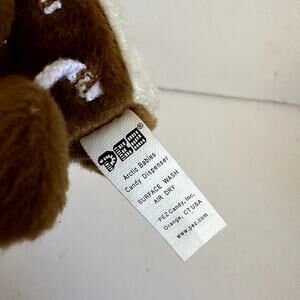 PEZ®
Arctic Babies
Candy Dispenser
SURFACE WASH
AIR DRY
PEZ Candy, Inc.
Orange, CT USA
www.pez.com